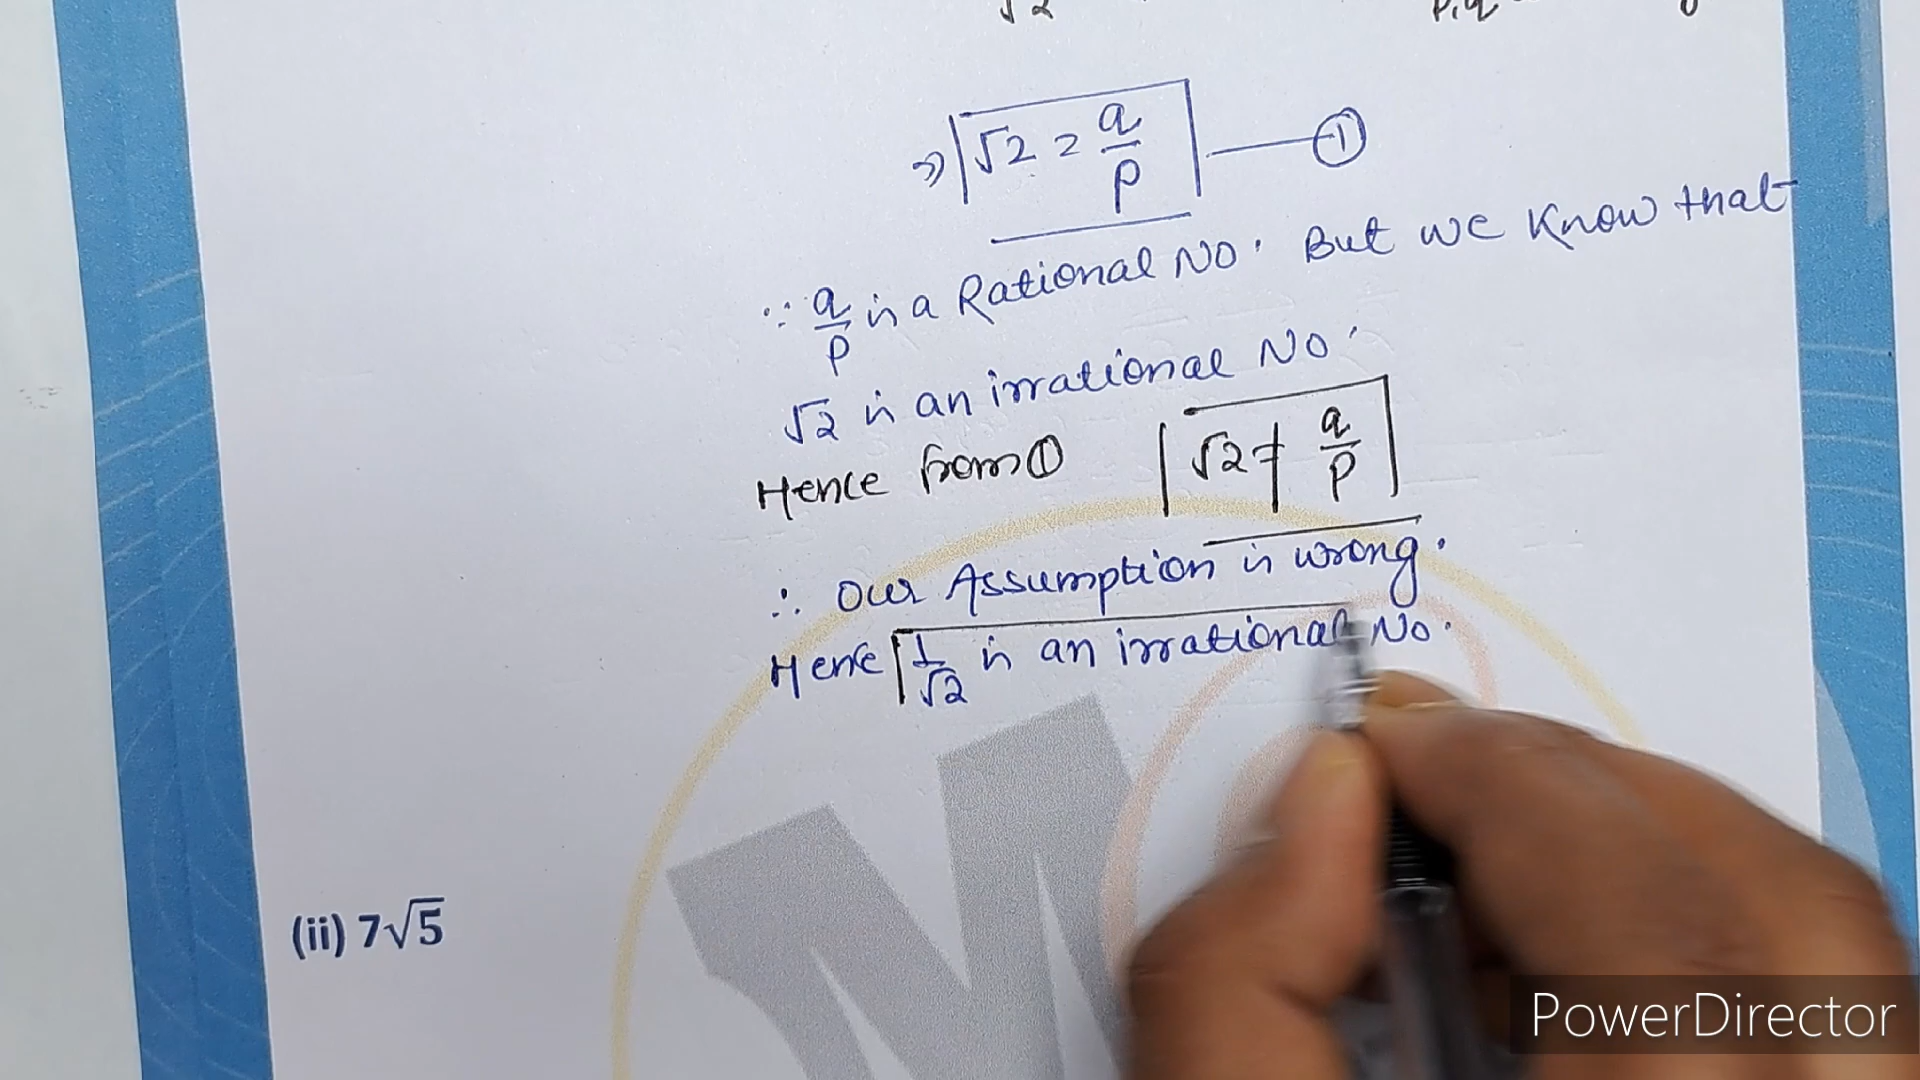 √2
p,q
⇒ √2 = q/p ——①
∵ q/p is a Rational No. But we know that
√2 is an irrational No.
Hence from ① √2 ≠ q/p
∴ Our Assumption is wrong.
Hence 1/√2 is an irrational No.
(ii) 7√5
PowerDirector